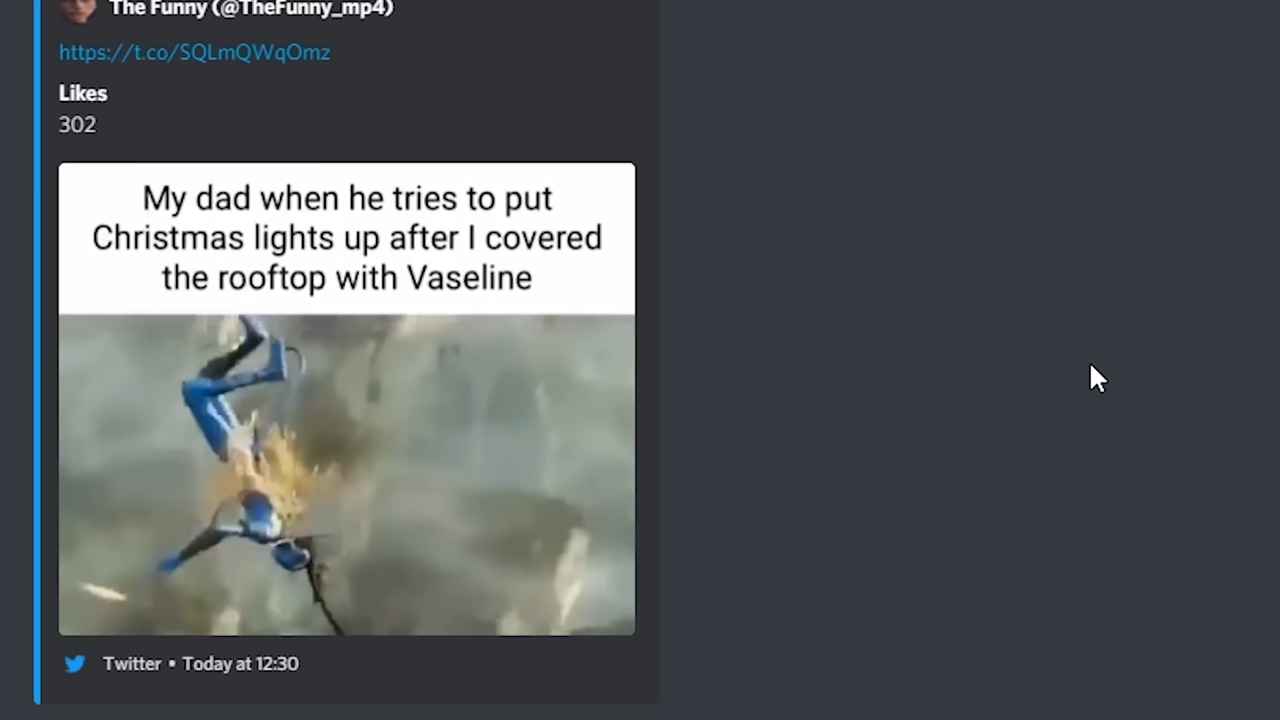 The Funny (@TheFunny_mp4)
https://t.co/SQLmQWqOmz
Likes
302
My dad when he tries to put
Christmas lights up after I covered
the rooftop with Vaseline
Twitter • Today at 12:30